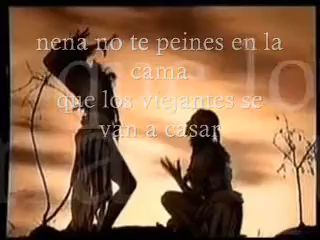 nena no te peines en la
cama
que los viejantes se
van a casar